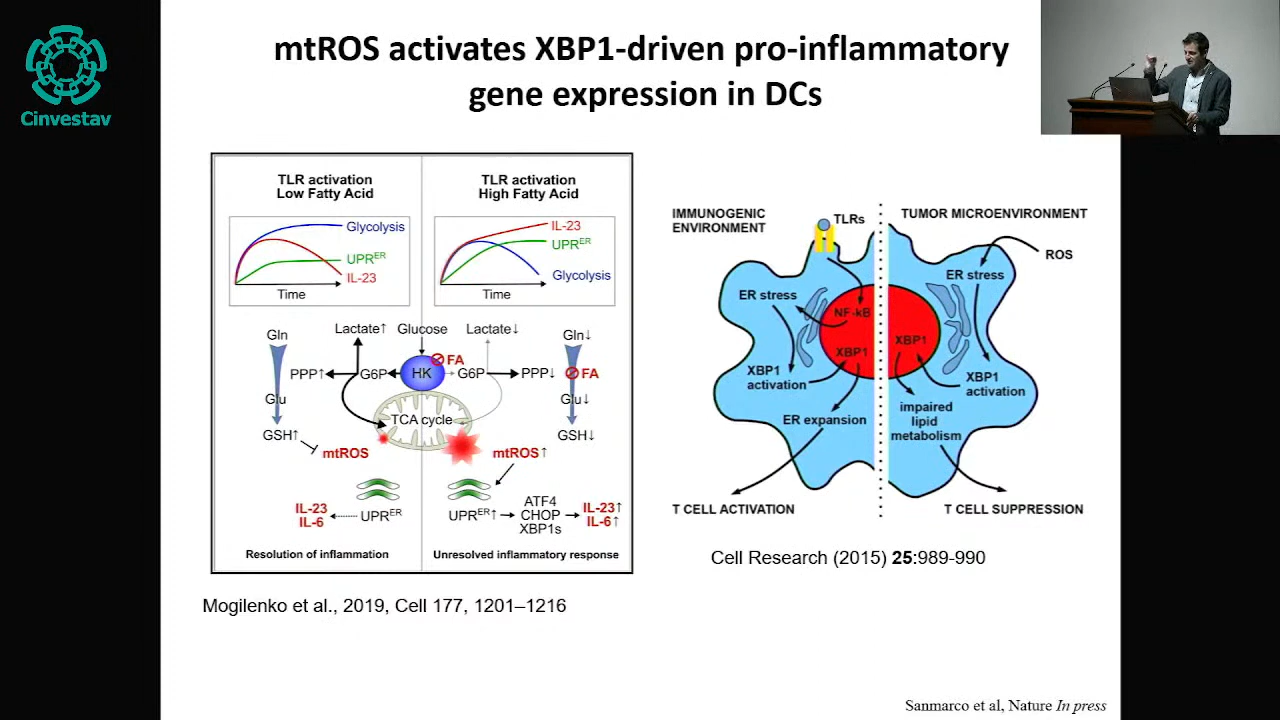 Cinvestav
mtROS activates XBP1-driven pro-inflammatory
gene expression in DCs
TLR activation
Low Fatty Acid
Glycolysis
UPRᴱᴿ
IL-23
Time
TLR activation
High Fatty Acid
IL-23
UPRᴱᴿ
Glycolysis
Time
Gln
Lactate↑
Glucose
Lactate↓
Gln↓
FA
PPP↑
G6P
HK
G6P
PPP↓
FA
Glu
Glu↓
TCA cycle
GSH↑
GSH↓
mtROS
mtROS↑
IL-23
IL-6
UPRᴱᴿ
UPRᴱᴿ↑
ATF4
CHOP
XBP1s
IL-23↑
IL-6↑
Resolution of inflammation
Unresolved inflammatory response
Mogilenko et al., 2019, Cell 177, 1201–1216
IMMUNOGENIC
ENVIRONMENT
TLRs
TUMOR MICROENVIRONMENT
ROS
ER stress
ER stress
NF-kB
XBP1
XBP1
XBP1
activation
XBP1
activation
ER expansion
impaired
lipid
metabolism
T CELL ACTIVATION
T CELL SUPPRESSION
Cell Research (2015) 25:989-990
Sanmarco et al, Nature In press